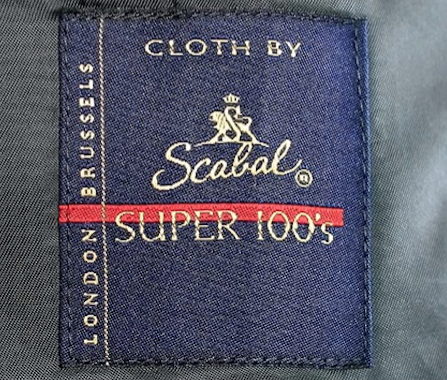 CLOTH BY
Scabal®
SUPER 100's
LONDON BRUSSELS